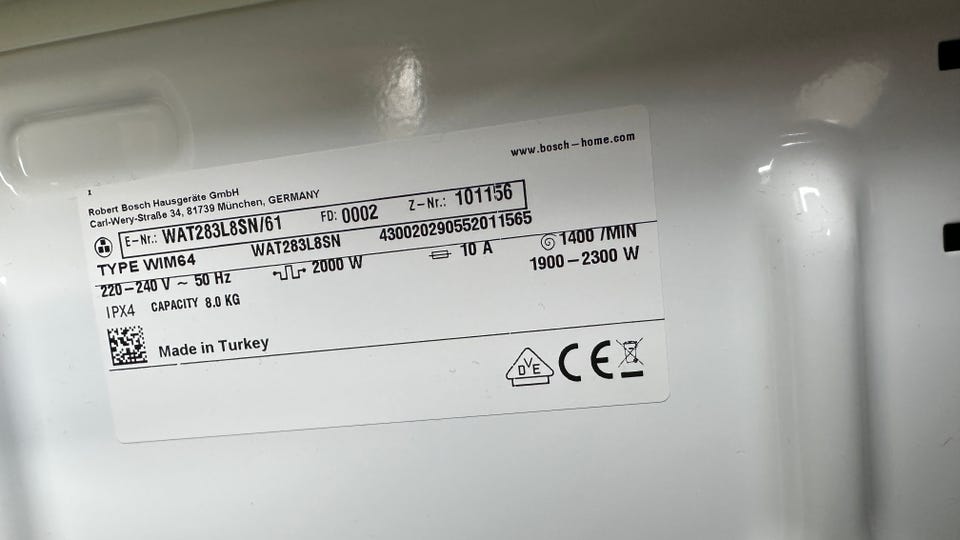 www.bosch-home.com
1
Robert Bosch Hausgeräte GmbH
Carl-Wery-Straße 34, 81739 München, GERMANY
E-Nr.: WAT283L8SN/61 FD: 0002 Z-Nr.: 101156
TYPE WIM64 WAT283L8SN 430020290552011565
220-240 V ~ 50 Hz 2000 W 10 A 1400 /MIN
1900-2300 W
IPX4 CAPACITY 8.0 KG
Made in Turkey
DVE CE